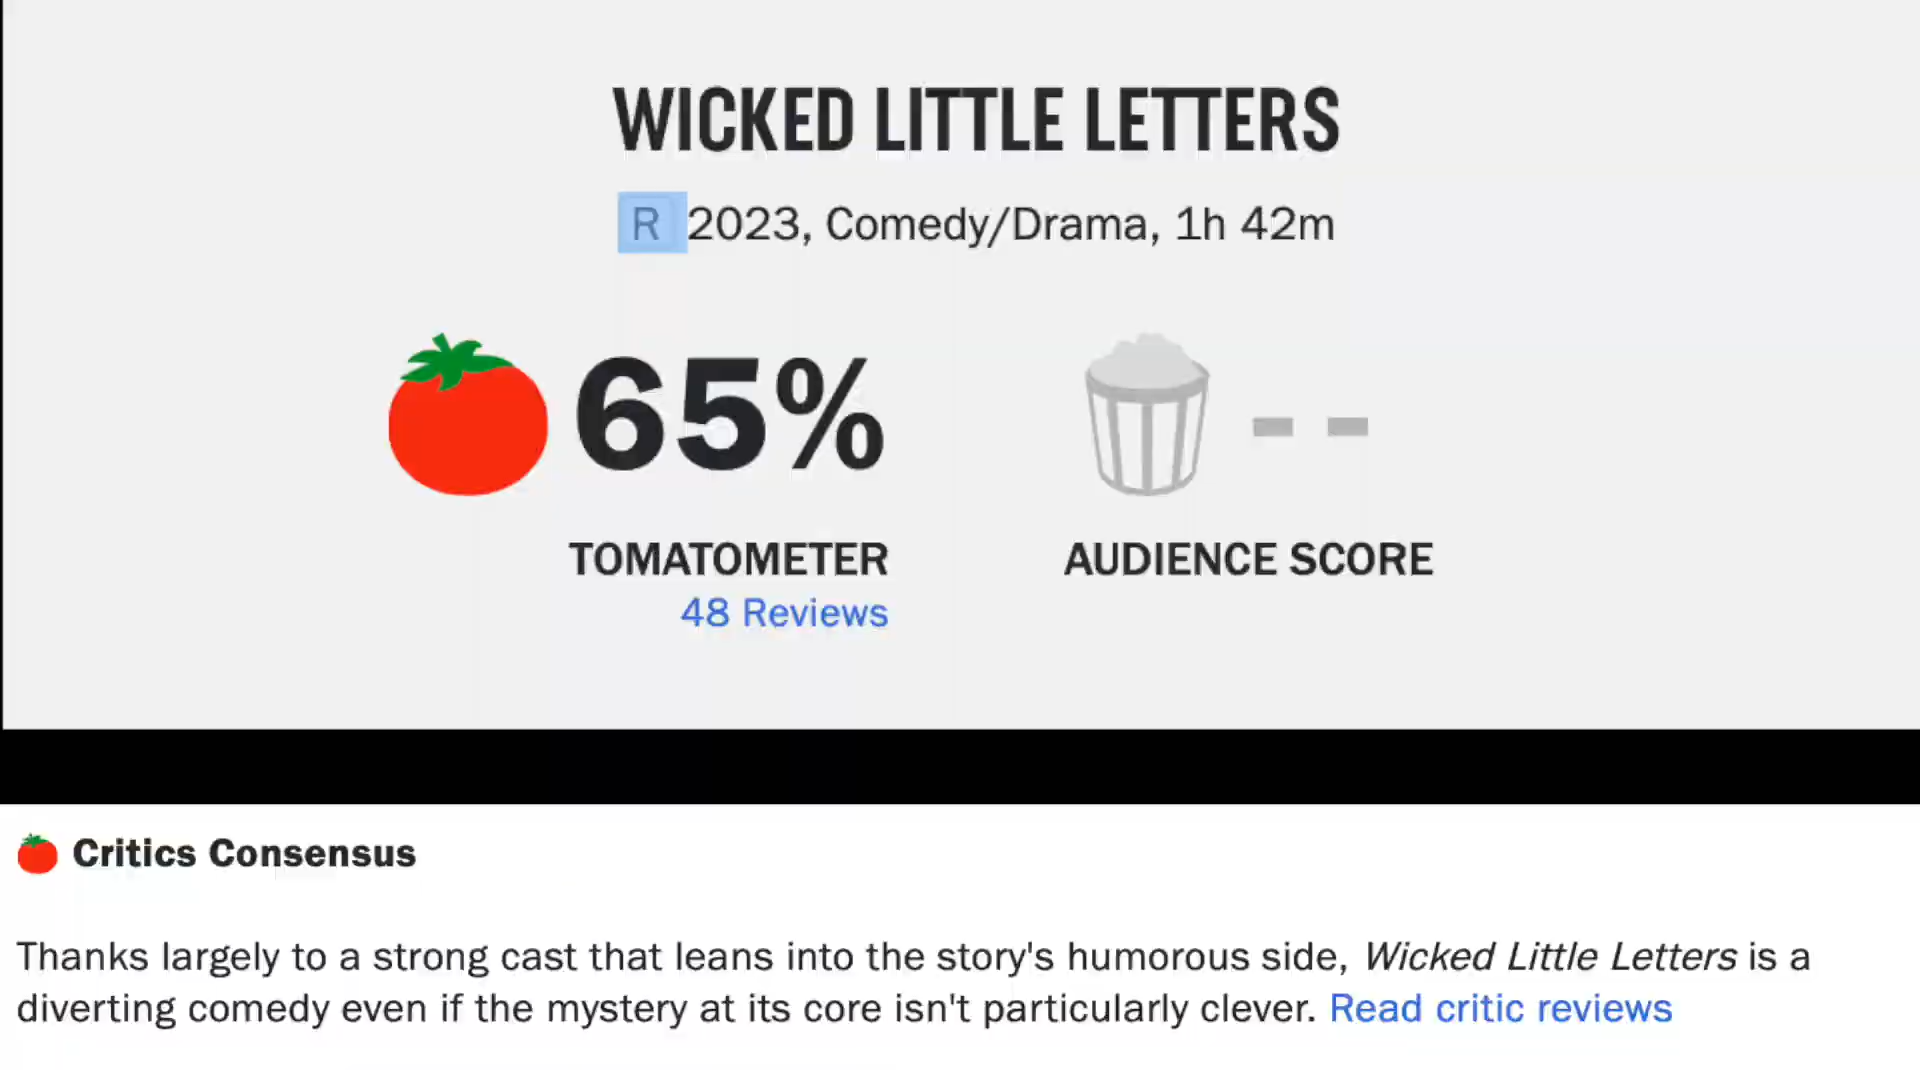 WICKED LITTLE LETTERS
R 2023, Comedy/Drama, 1h 42m
65% - -
TOMATOMETER AUDIENCE SCORE
48 Reviews
Critics Consensus
Thanks largely to a strong cast that leans into the story's humorous side, Wicked Little Letters is a
diverting comedy even if the mystery at its core isn't particularly clever. Read critic reviews